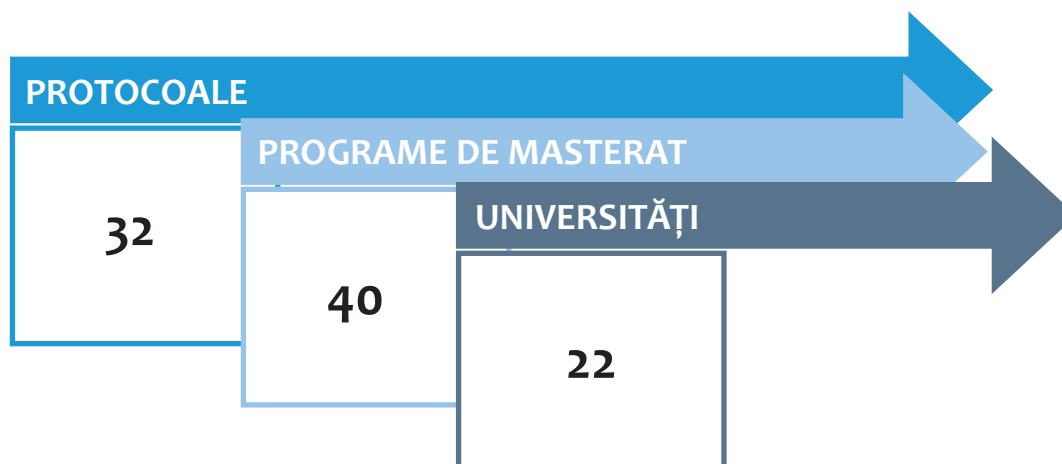 PROTOCOALE
32
PROGRAME DE MASTERAT
40
UNIVERSITĂȚI
22